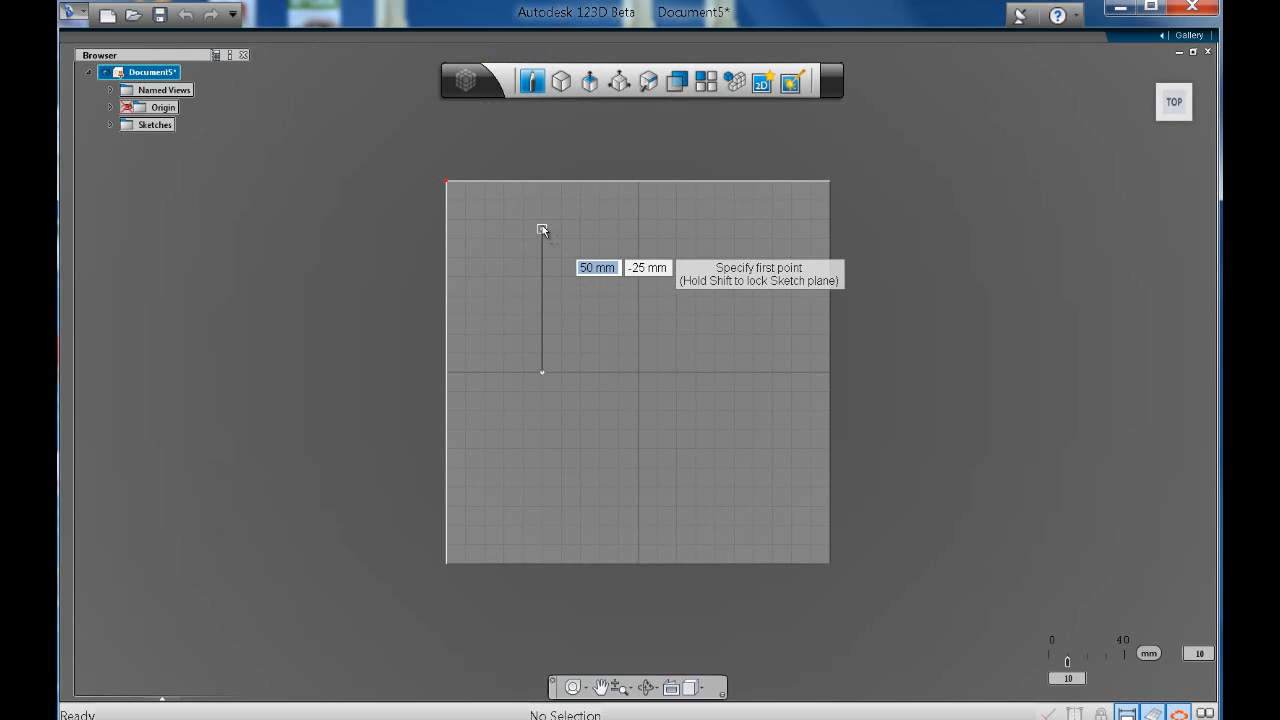 Autodesk 123D Beta Document5*
Gallery
Browser
Document5*
Named Views
Origin
Sketches
2D
TOP
50 mm
-25 mm
Specify first point
(Hold Shift to lock Sketch plane)
0 40
mm
10
10
Ready
No Selection